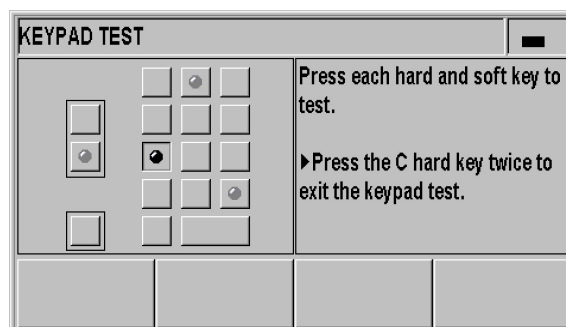 KEYPAD TEST
Press each hard and soft key to
test.
▶Press the C hard key twice to
exit the keypad test.